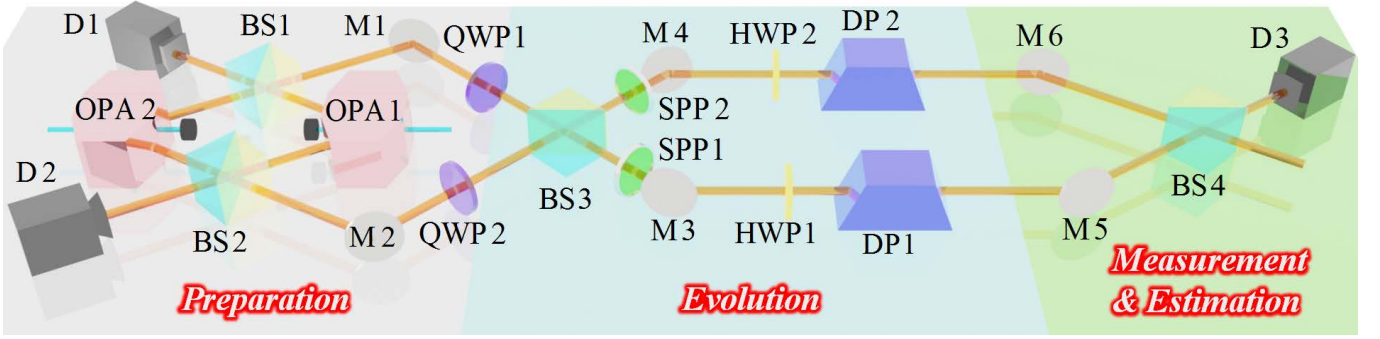 D1
BS1
M1
QWP1
M4
HWP2
DP2
M6
D3
OPA2
OPA1
SPP2
SPP1
D2
BS2
M2
QWP2
BS3
M3
HWP1
DP1
M5
BS4
Preparation
Evolution
Measurement
& Estimation